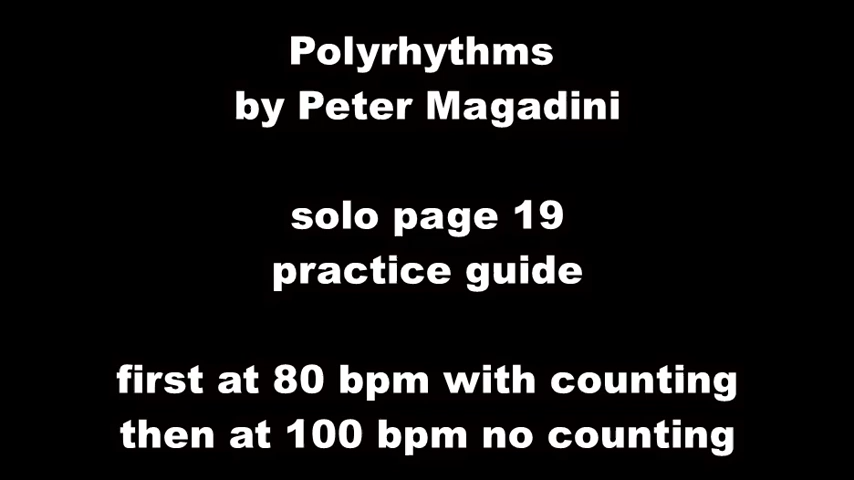 Polyrhythms
by Peter Magadini
solo page 19
practice guide
first at 80 bpm with counting
then at 100 bpm no counting